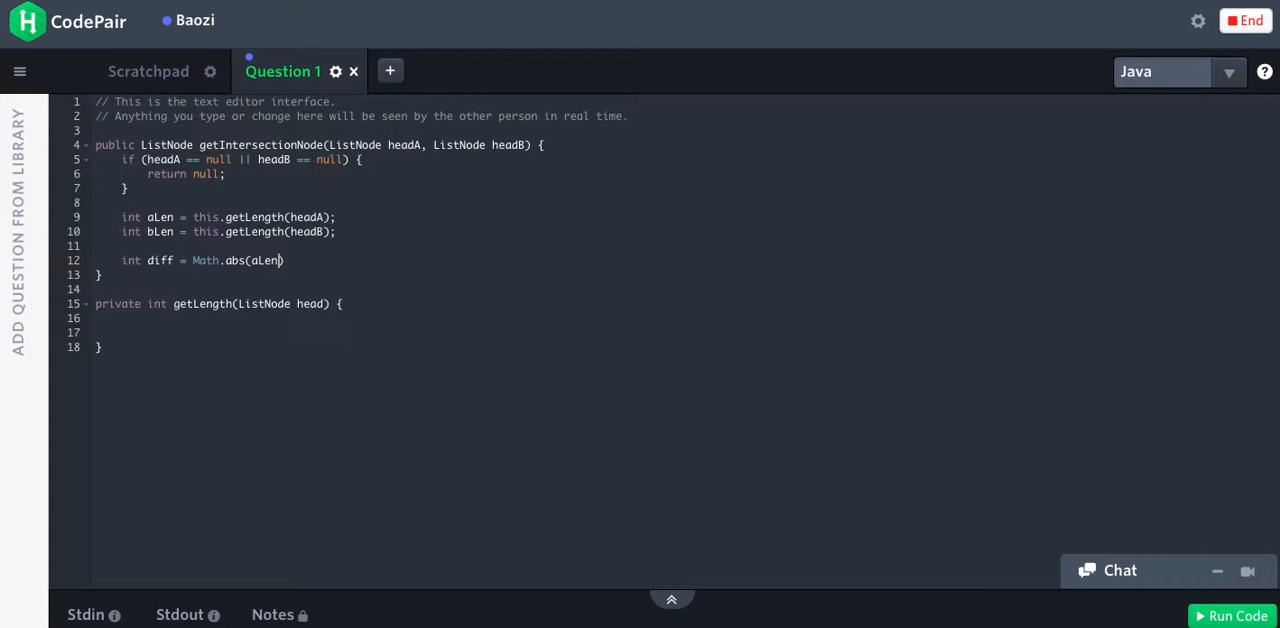 H CodePair Baozi End
Scratchpad Question 1 × + Java ?
ADD QUESTION FROM LIBRARY
1 // This is the text editor interface.
2 // Anything you type or change here will be seen by the other person in real time.
3
4 public ListNode getIntersectionNode(ListNode headA, ListNode headB) {
5 if (headA == null || headB == null) {
6 return null;
7 }
8
9 int aLen = this.getLength(headA);
10 int bLen = this.getLength(headB);
11
12 int diff = Math.abs(aLen)
13 }
14
15 private int getLength(ListNode head) {
16
17
18 }
Chat
Stdin Stdout Notes Run Code